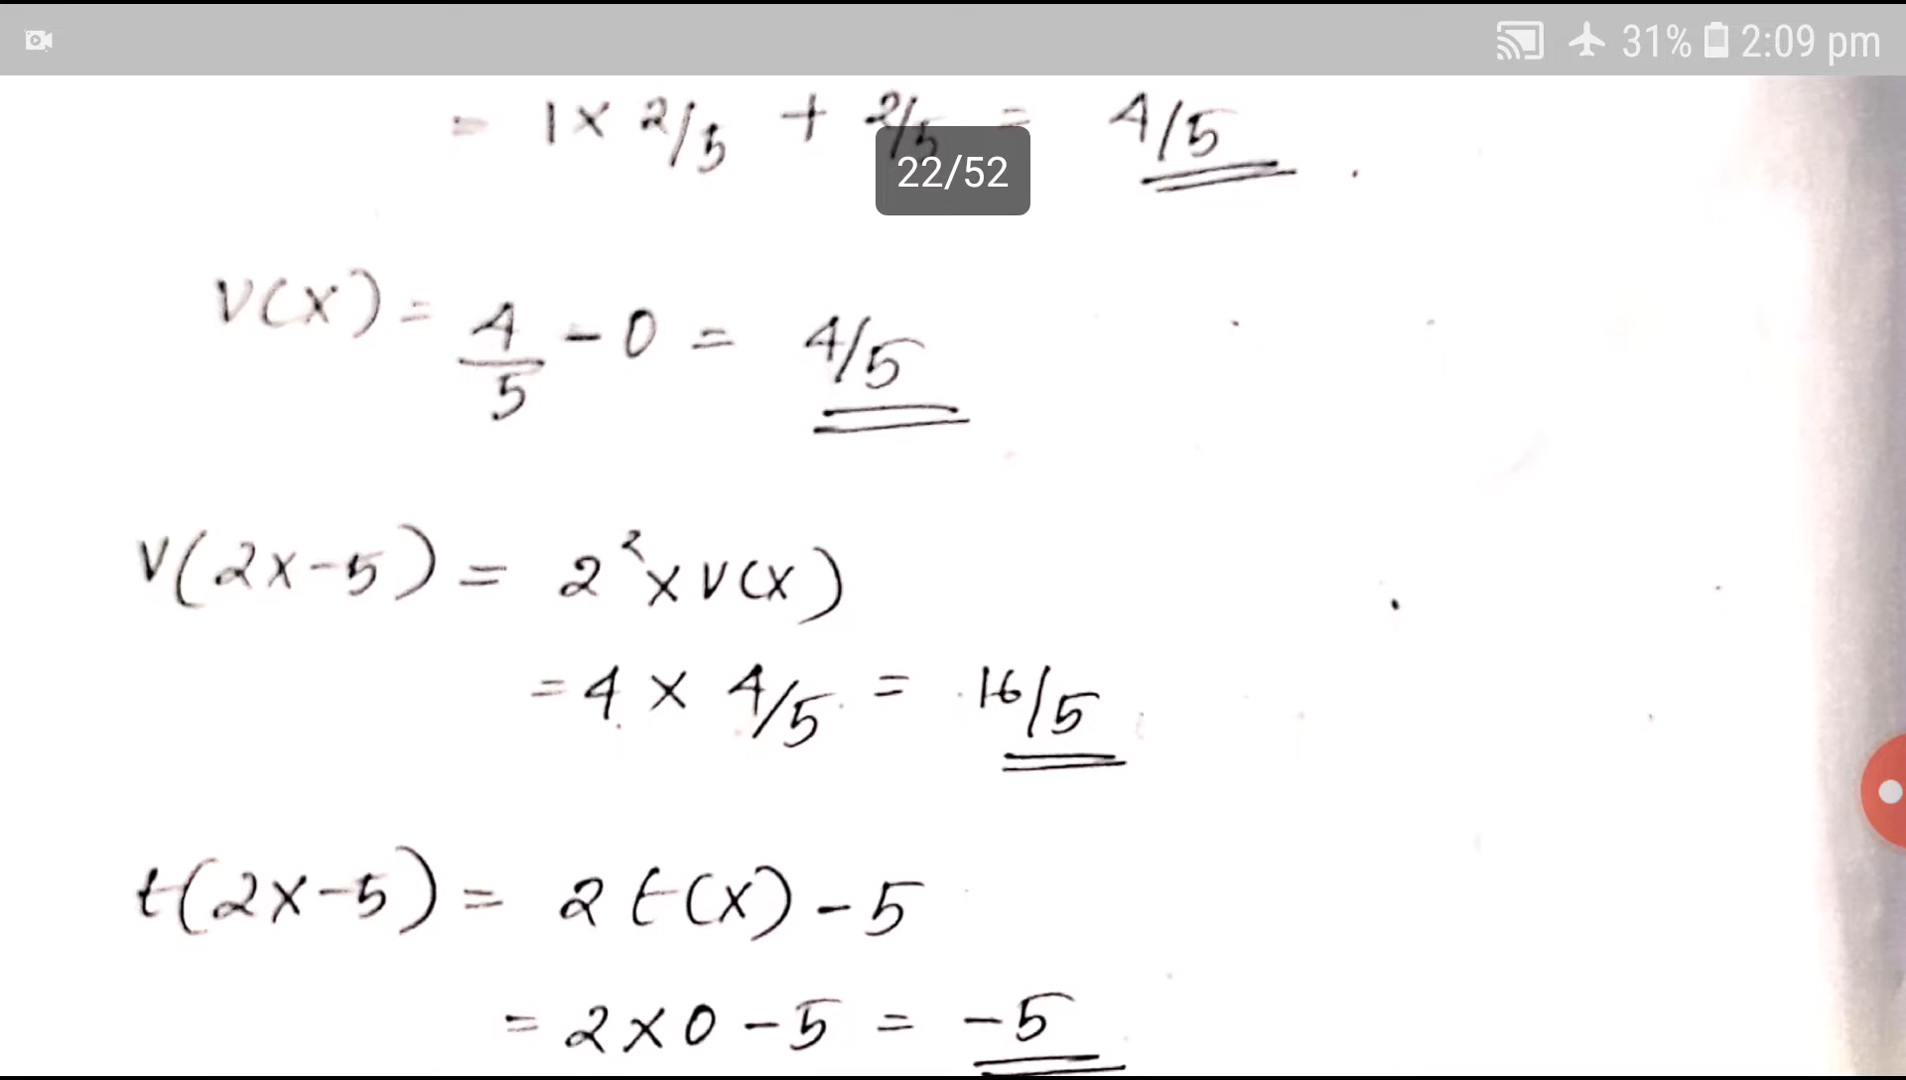 31% 2:09 pm
= 1 × 2/5 + 2/5 = 4/5
22/52
V(X) = 4/5 - 0 = 4/5
V(2X-5) = 2² × V(X)
= 4 × 4/5 = 16/5
t(2X-5) = 2 t(X) - 5
= 2 × 0 - 5 = -5